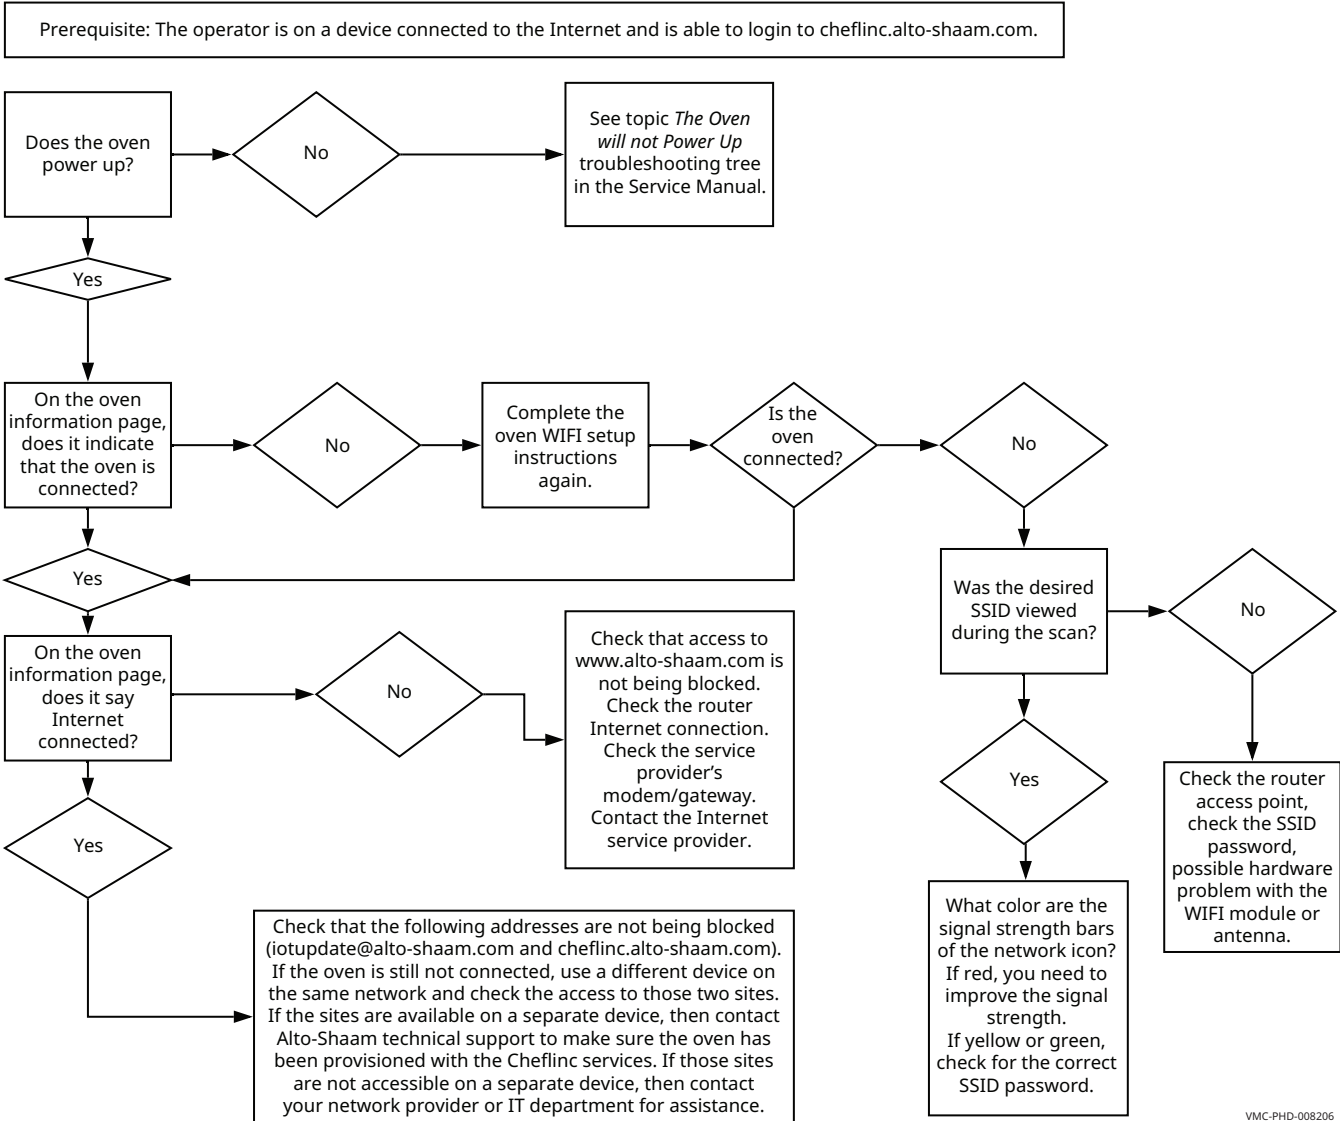 Prerequisite: The operator is on a device connected to the Internet and is able to login to cheflinc.alto-shaam.com.
Does the oven
power up?
No
See topic The Oven
will not Power Up
troubleshooting tree
in the Service Manual.
Yes
On the oven
information page,
does it indicate
that the oven is
connected?
No
Complete the
oven WIFI setup
instructions
again.
Is the
oven
connected?
No
Yes
Was the desired
SSID viewed
during the scan?
No
On the oven
information page,
does it say
Internet
connected?
No
Check that access to
www.alto-shaam.com is
not being blocked.
Check the router
Internet connection.
Check the service
provider’s
modem/gateway.
Contact the Internet
service provider.
Yes
Check the router
access point,
check the SSID
password,
possible hardware
problem with the
WIFI module or
antenna.
Yes
What color are the
signal strength bars
of the network icon?
If red, you need to
improve the signal
strength.
If yellow or green,
check for the correct
SSID password.
Check that the following addresses are not being blocked
(iotupdate@alto-shaam.com and cheflinc.alto-shaam.com).
If the oven is still not connected, use a different device on
the same network and check the access to those two sites.
If the sites are available on a separate device, then contact
Alto-Shaam technical support to make sure the oven has
been provisioned with the Cheflinc services. If those sites
are not accessible on a separate device, then contact
your network provider or IT department for assistance.
VMC-PHD-008206